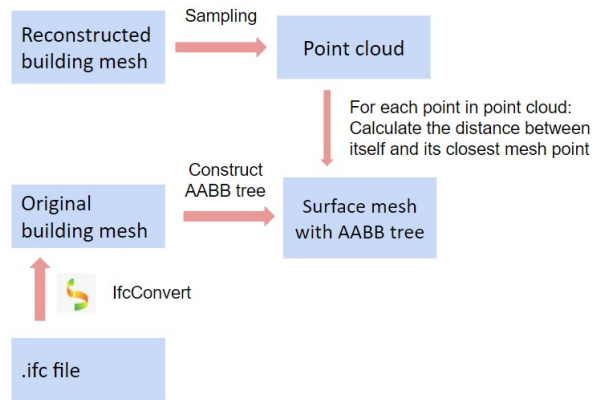 Sampling
Reconstructed
building mesh
Point cloud
For each point in point cloud:
Calculate the distance between
itself and its closest mesh point
Construct
AABB tree
Original
building mesh
Surface mesh
with AABB tree
IfcConvert
.ifc file